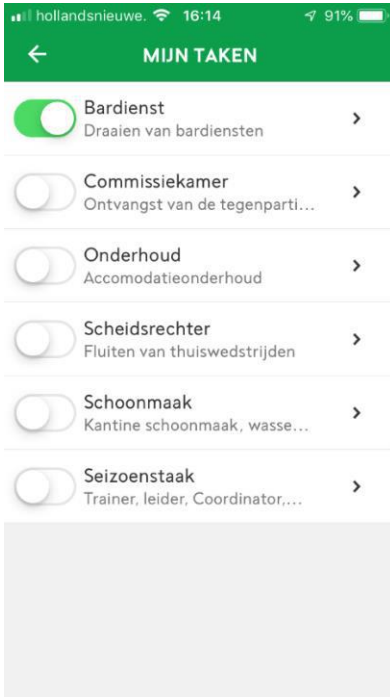 hollandsnieuwe. 16:14 91%
MIJN TAKEN
Bardienst
Draaien van bardiensten
Commissiekamer
Ontvangst van de tegenparti...
Onderhoud
Accomodatieonderhoud
Scheidsrechter
Fluiten van thuiswedstrijden
Schoonmaak
Kantine schoonmaak, wasse...
Seizoenstaak
Trainer, leider, Coordinator,...